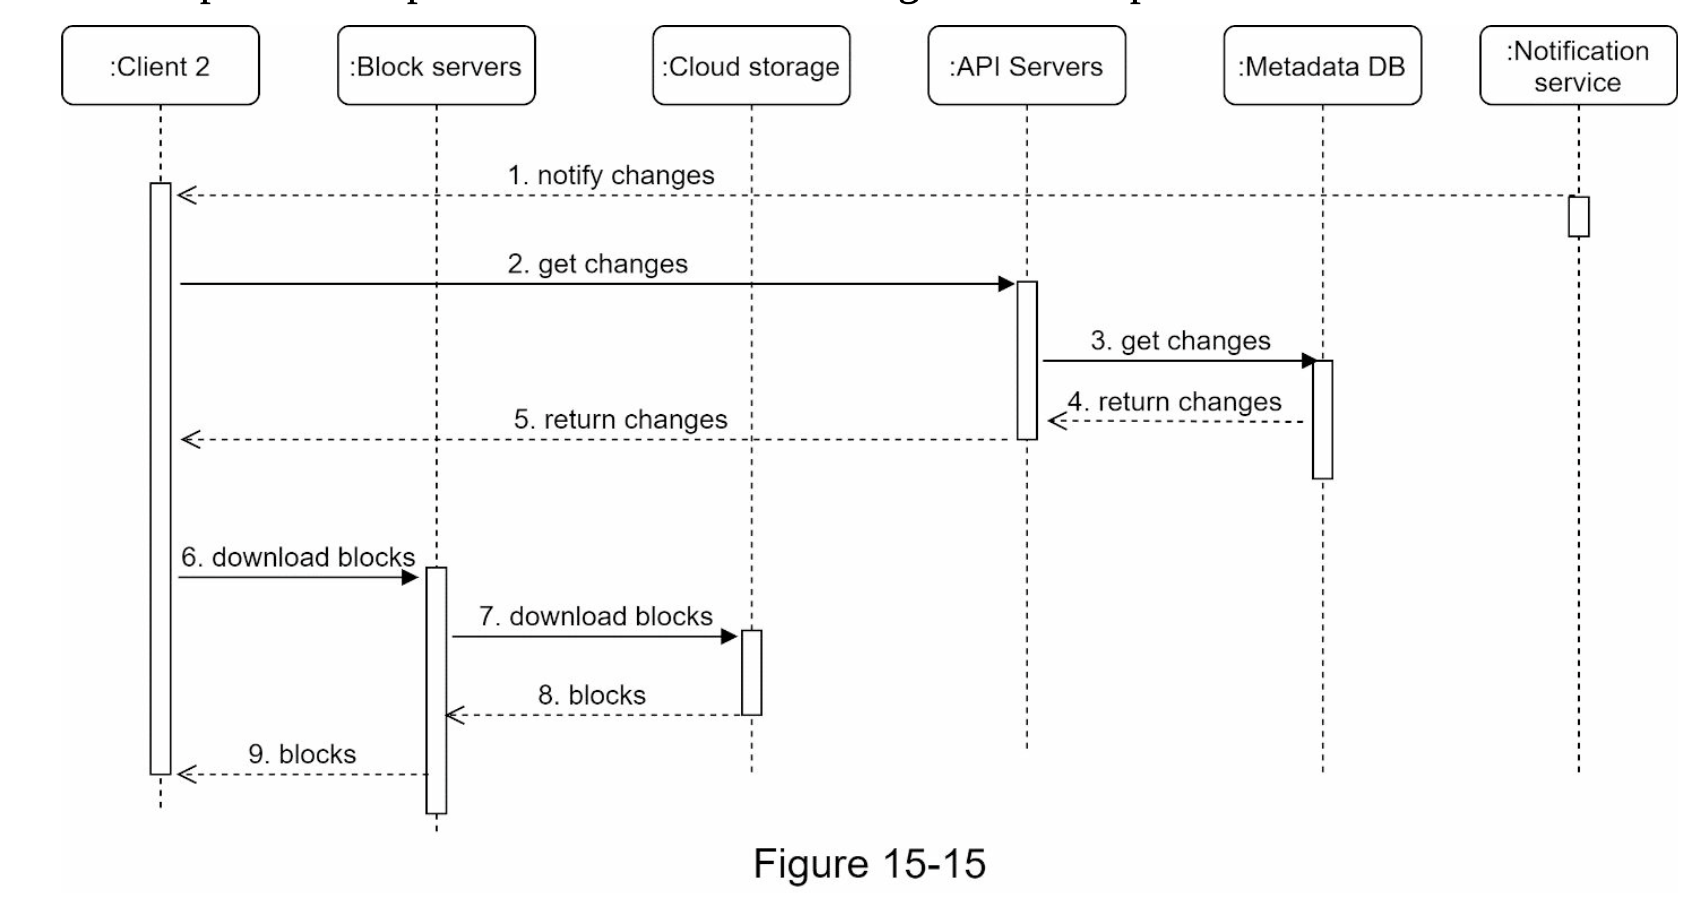 :Client 2
:Block servers
:Cloud storage
:API Servers
:Metadata DB
:Notification
service
1. notify changes
2. get changes
3. get changes
4. return changes
5. return changes
6. download blocks
7. download blocks
8. blocks
9. blocks
Figure 15-15